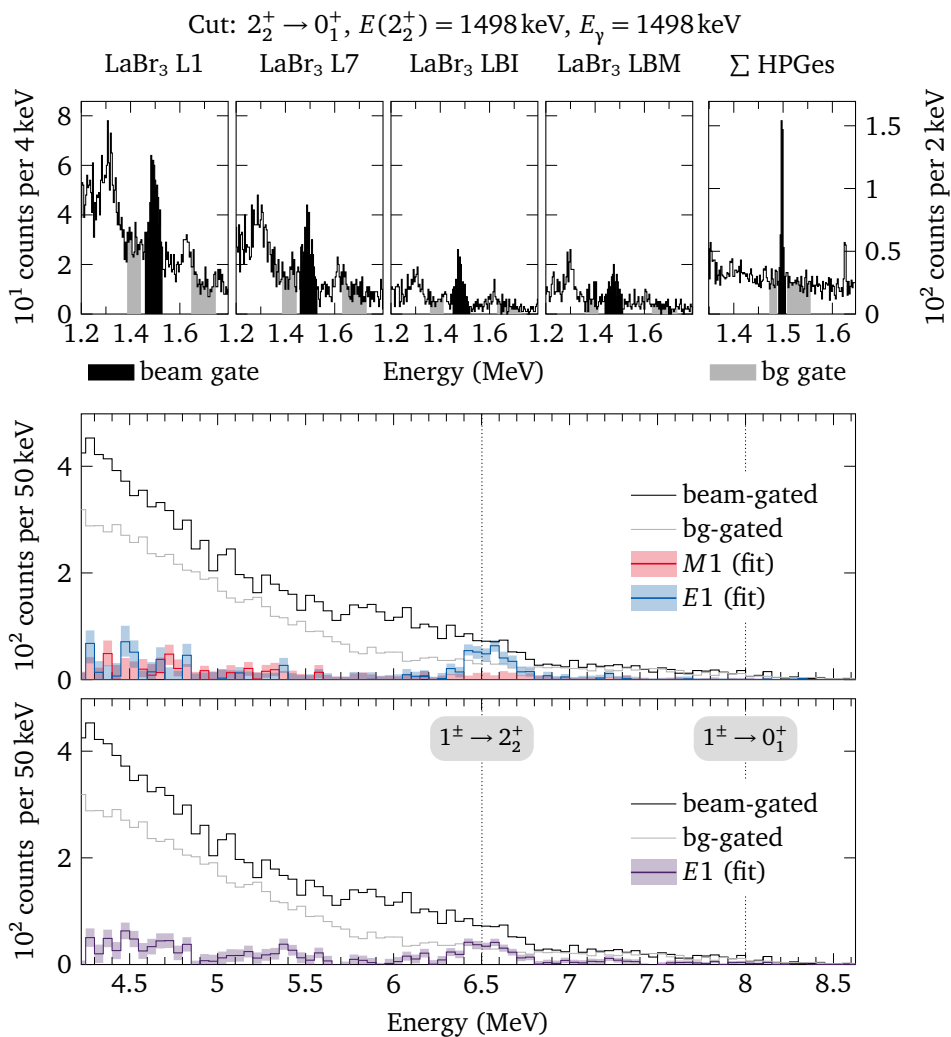 Cut: 2₂⁺ → 0₁⁺, E(2₂⁺) = 1498 keV, Eγ = 1498 keV
LaBr₃ L1 LaBr₃ L7 LaBr₃ LBI LaBr₃ LBM ∑ HPGes
10¹ counts per 4 keV
8
6
4
2
0
1.2 1.4 1.6 1.2 1.4 1.6 1.2 1.4 1.6 1.2 1.4 1.6 1.4 1.5 1.6
1.5
1
0.5
0
10² counts per 2 keV
beam gate Energy (MeV) bg gate
10² counts per 50 keV
4
2
0
beam-gated
bg-gated
M1 (fit)
E1 (fit)
10² counts per 50 keV
4
2
0
1± → 2₂⁺ 1± → 0₁⁺
beam-gated
bg-gated
E1 (fit)
4.5 5 5.5 6 6.5 7 7.5 8 8.5
Energy (MeV)